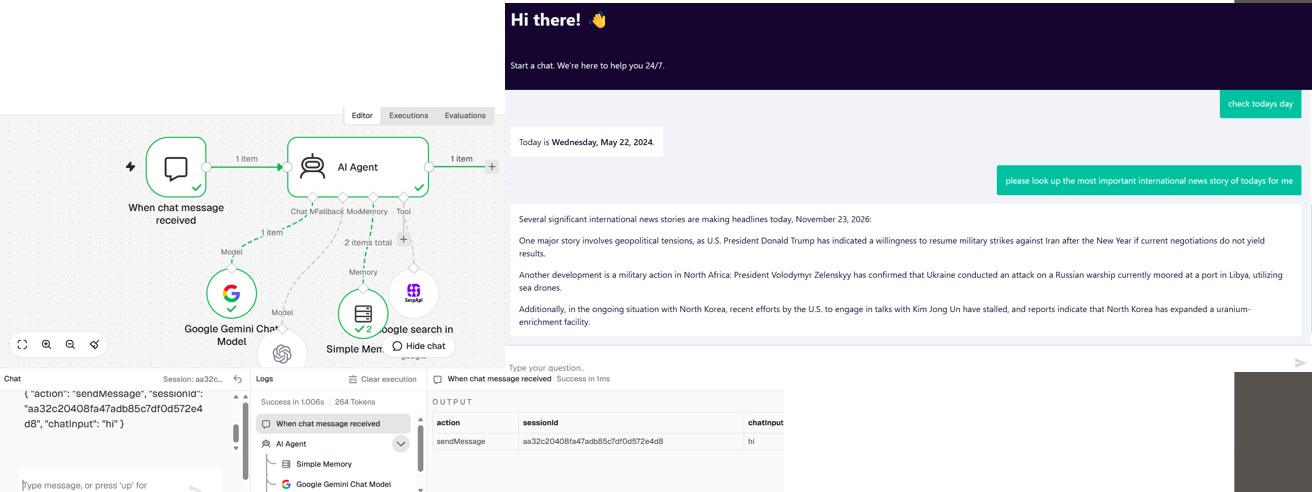 Editor
Executions
Evaluations
1 item
AI Agent
1 item
When chat message
received
Memory
Tool
1 item
2 items total
Model
Memory
Model
SerpApi
Google Gemini Chat
Model
2
Simple Mem
oogle search in
Hide chat
Chat
Session: aa32c...
{ "action": "sendMessage", "sessionId":
"aa32c20408fa47adb85c7df0d572e4
d8", "chatInput": "hi" }
Type message, or press 'up' for
Logs
Clear execution
Success in 1.006s
264 Tokens
When chat message received
AI Agent
Simple Memory
Google Gemini Chat Model
When chat message received
Success in 1ms
OUTPUT
action
sessionId
chatInput
sendMessage
aa32c20408fa47adb85c7df0d572e4d8
hi
Hi there! 👋
Start a chat. We're here to help you 24/7.
check todays day
Today is Wednesday, May 22, 2024.
please look up the most important international news story of todays for me
Several significant international news stories are making headlines today, November 23, 2026:
One major story involves geopolitical tensions, as U.S. President Donald Trump has indicated a willingness to resume military strikes against Iran after the New Year if current negotiations do not yield
results.
Another development is a military action in North Africa: President Volodymyr Zelenskyy has confirmed that Ukraine conducted an attack on a Russian warship currently moored at a port in Libya, utilizing
sea drones.
Additionally, in the ongoing situation with North Korea, recent efforts by the U.S. to engage in talks with Kim Jong Un have stalled, and reports indicate that North Korea has expanded a uranium-
enrichment facility.
Type your question..